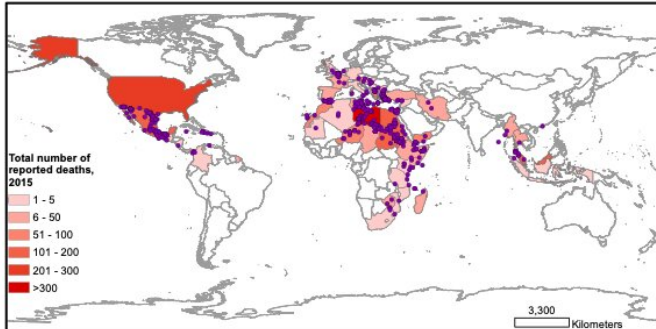 Total number of
reported deaths,
2015
1 - 5
6 - 50
51 - 100
101 - 200
201 - 300
>300
3,300
Kilometers